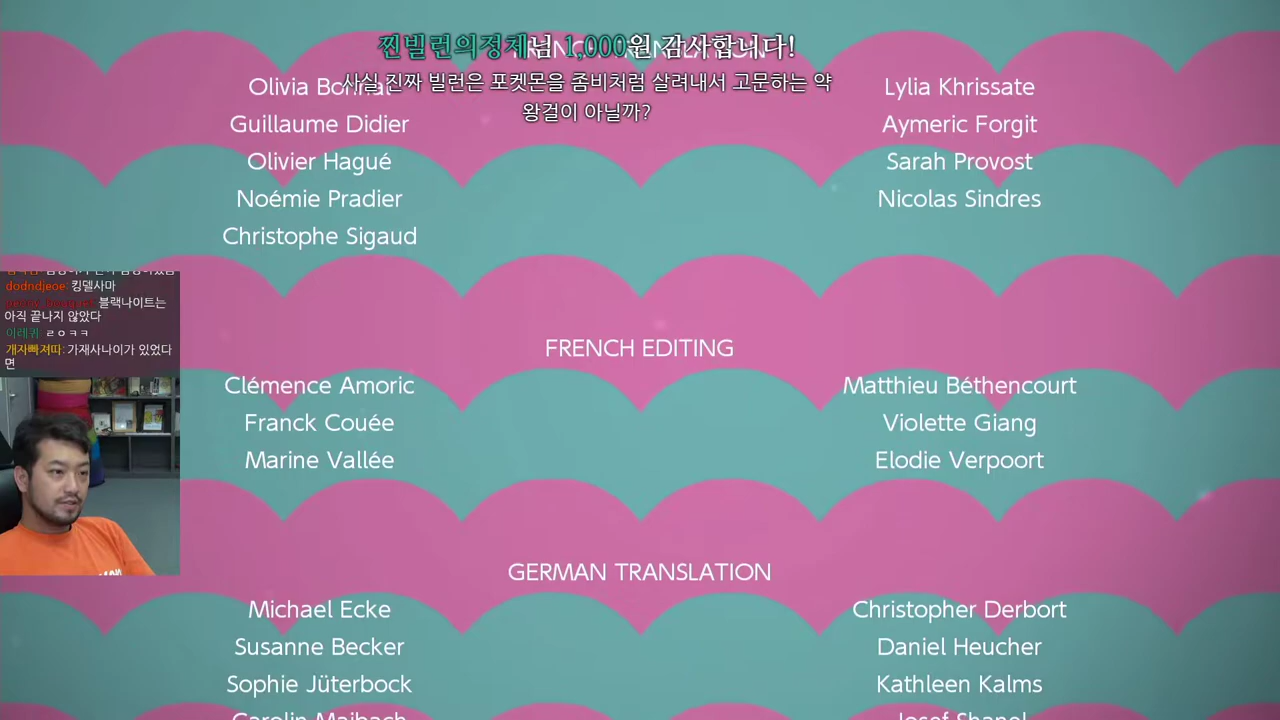 찐빌런의정체님 1,000원 감사합니다!
사실 진짜 빌런은 포켓몬을 좀비처럼 살려내서 고문하는 약
왕걸이 아닐까?
Guillaume Didier
Olivier Hagué
Noémie Pradier
Christophe Sigaud
Lylia Khrissate
Aymeric Forgit
Sarah Provost
Nicolas Sindres
dodndjeoe: 킹델사마
블랙나이트는
아직 끝나지 않았다
이레퀴: ㄹㅇㅋㅋ
개자빠져따: 가재사나이가 있었다
면
FRENCH EDITING
Clémence Amoric
Franck Couée
Marine Vallée
Matthieu Béthencourt
Violette Giang
Elodie Verpoort
GERMAN TRANSLATION
Michael Ecke
Susanne Becker
Sophie Jüterbock
Christopher Derbort
Daniel Heucher
Kathleen Kalms